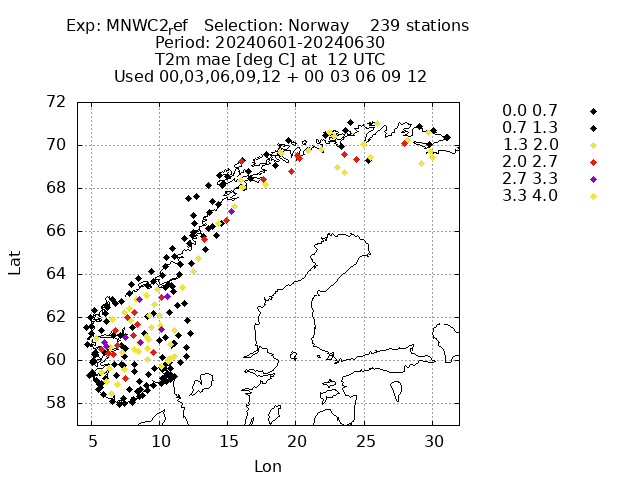 Exp: MNWC2ref Selection: Norway 239 stations
Period: 20240601-20240630
T2m mae [deg C] at 12 UTC
Used 00,03,06,09,12 + 00 03 06 09 12
72
70
68
66
64
62
60
58
Lat
5 10 15 20 25 30
Lon
0.0 0.7
0.7 1.3
1.3 2.0
2.0 2.7
2.7 3.3
3.3 4.0